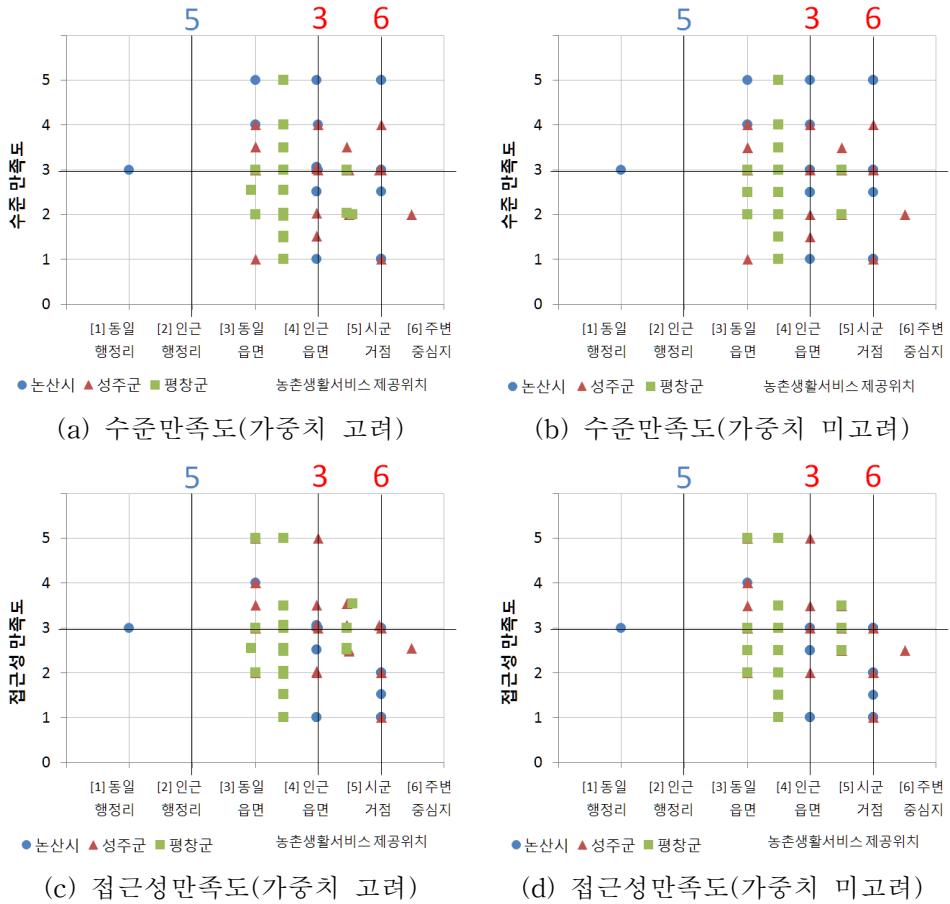 5 3 6
수준 만족도
5
4
3
2
1
0
[1] 동일 [2] 인근 [3] 동일 [4] 인근 [5] 시군 [6] 주변
행정리 행정리 읍면 읍면 거점 중심지
논산시 성주군 평창군 농촌생활서비스 제공위치
(a) 수준만족도(가중치 고려)
5 3 6
수준 만족도
5
4
3
2
1
0
[1] 동일 [2] 인근 [3] 동일 [4] 인근 [5] 시군 [6] 주변
행정리 행정리 읍면 읍면 거점 중심지
논산시 성주군 평창군 농촌생활서비스 제공위치
(b) 수준만족도(가중치 미고려)
5 3 6
접근성 만족도
5
4
3
2
1
0
[1] 동일 [2] 인근 [3] 동일 [4] 인근 [5] 시군 [6] 주변
행정리 행정리 읍면 읍면 거점 중심지
논산시 성주군 평창군 농촌생활서비스 제공위치
(c) 접근성만족도(가중치 고려)
5 3 6
접근성 만족도
5
4
3
2
1
0
[1] 동일 [2] 인근 [3] 동일 [4] 인근 [5] 시군 [6] 주변
행정리 행정리 읍면 읍면 거점 중심지
논산시 성주군 평창군 농촌생활서비스 제공위치
(d) 접근성만족도(가중치 미고려)